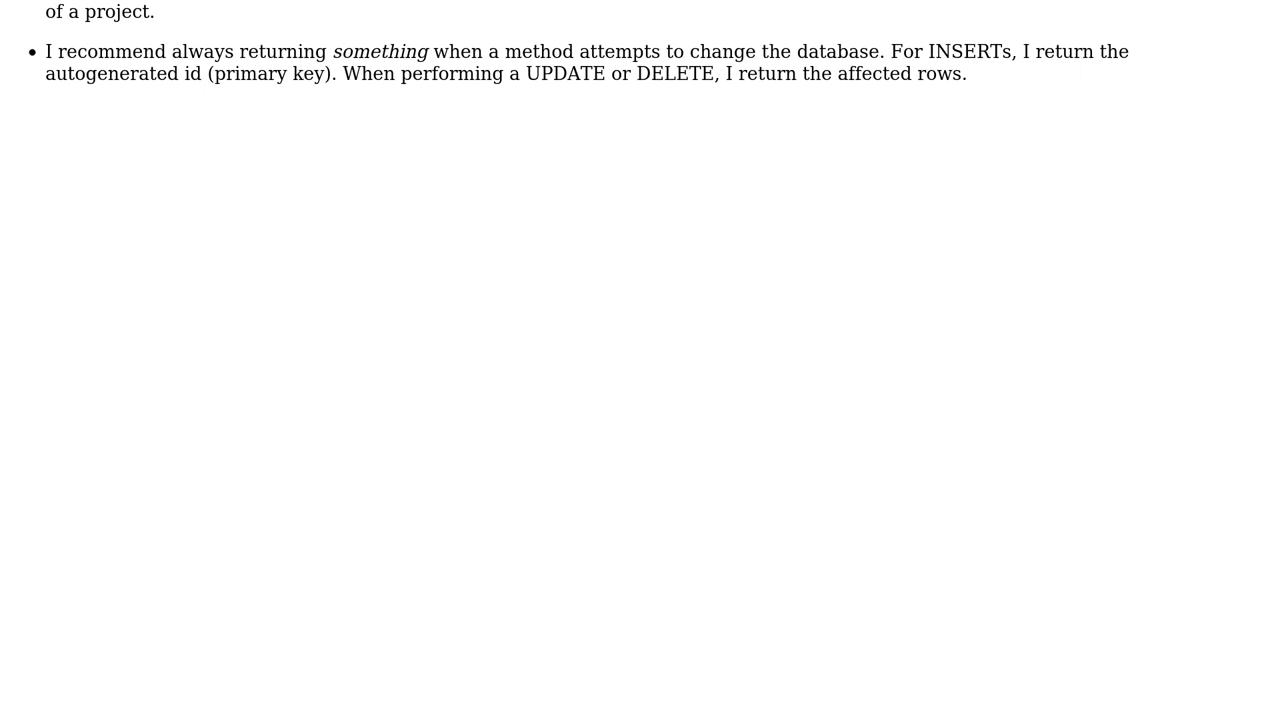 of a project.
• I recommend always returning something when a method attempts to change the database. For INSERTs, I return the
autogenerated id (primary key). When performing a UPDATE or DELETE, I return the affected rows.